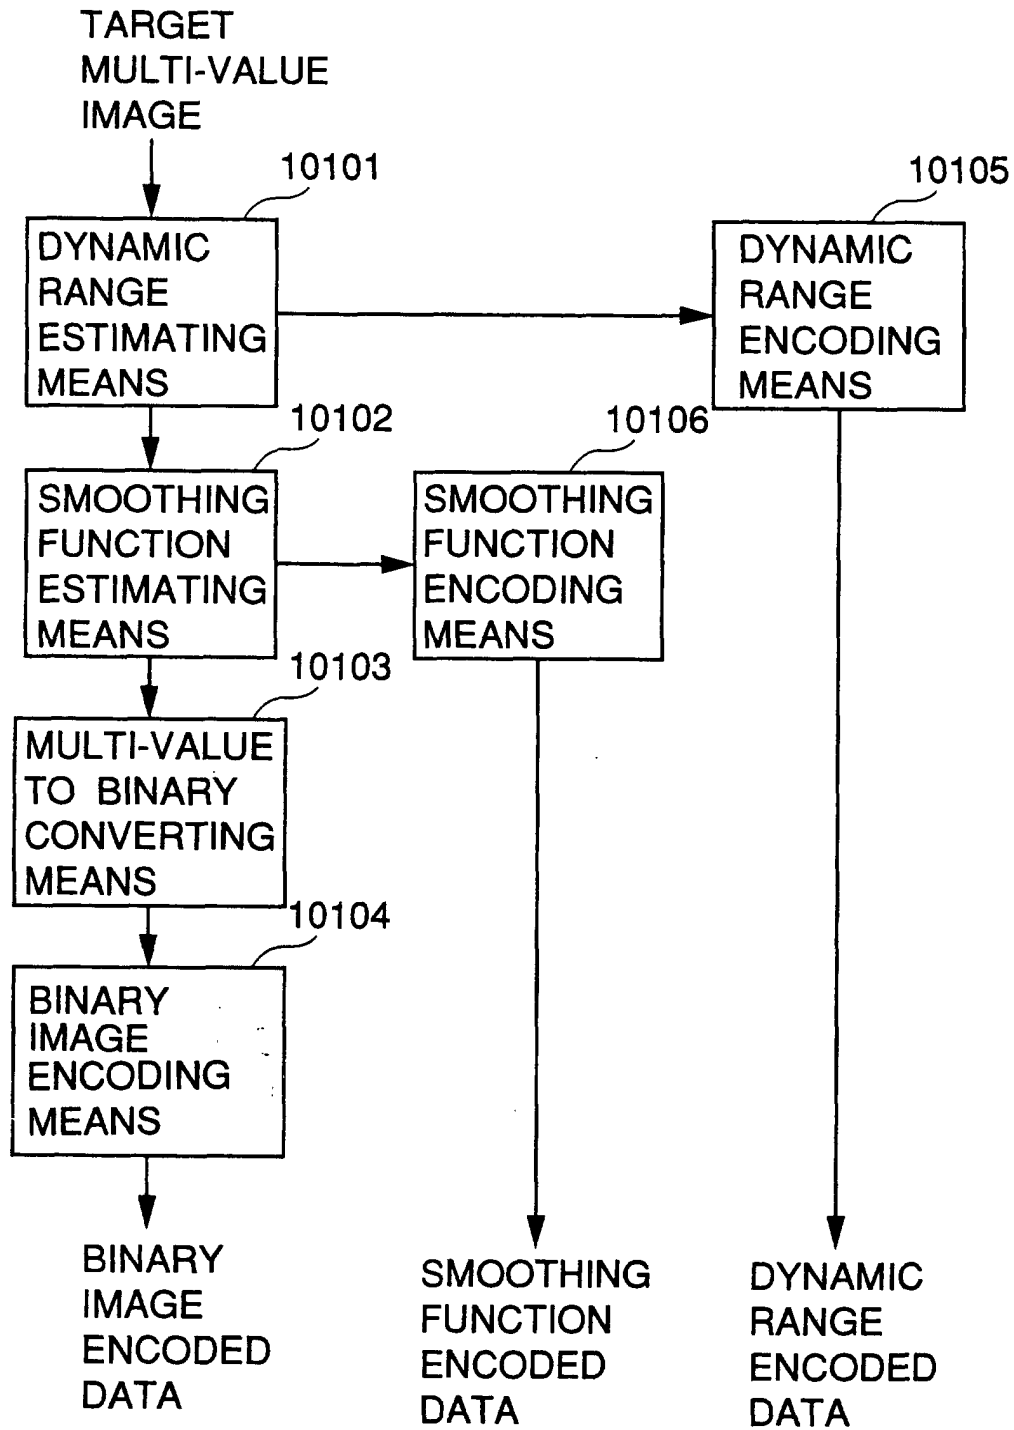 TARGET
MULTI-VALUE
IMAGE
10101
DYNAMIC
RANGE
ESTIMATING
MEANS
10105
DYNAMIC
RANGE
ENCODING
MEANS
10102
SMOOTHING
FUNCTION
ESTIMATING
MEANS
10106
SMOOTHING
FUNCTION
ENCODING
MEANS
10103
MULTI-VALUE
TO BINARY
CONVERTING
MEANS
10104
BINARY
IMAGE
ENCODING
MEANS
BINARY
IMAGE
ENCODED
DATA
SMOOTHING
FUNCTION
ENCODED
DATA
DYNAMIC
RANGE
ENCODED
DATA